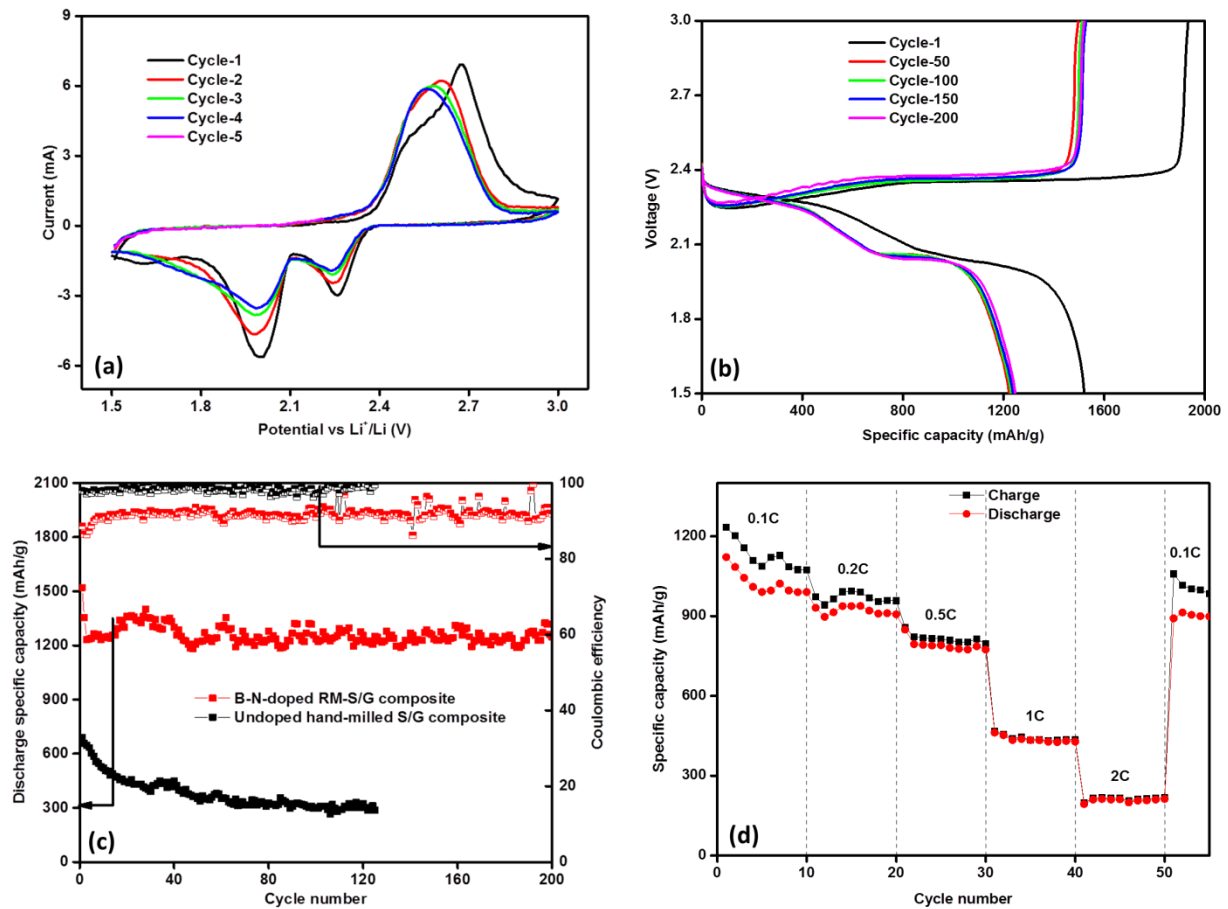 9
6
3
0
-3
-6
Current (mA)
Cycle-1
Cycle-2
Cycle-3
Cycle-4
Cycle-5
(a)
1.5
1.8
2.1
2.4
2.7
3.0
Potential vs Li+/Li (V)
3.0
2.7
2.4
2.1
1.8
1.5
Voltage (V)
Cycle-1
Cycle-50
Cycle-100
Cycle-150
Cycle-200
(b)
0
400
800
1200
1600
2000
Specific capacity (mAh/g)
2100
1800
1500
1200
900
600
300
0
Discharge specific capacity (mAh/g)
B-N-doped RM-S/G composite
Undoped hand-milled S/G composite
(c)
100
80
60
40
20
0
Coulombic efficiency
0
40
80
120
160
200
Cycle number
1200
900
600
300
0
Specific capacity (mAh/g)
Charge
Discharge
0.1C
0.2C
0.5C
1C
2C
0.1C
(d)
0
10
20
30
40
50
Cycle number